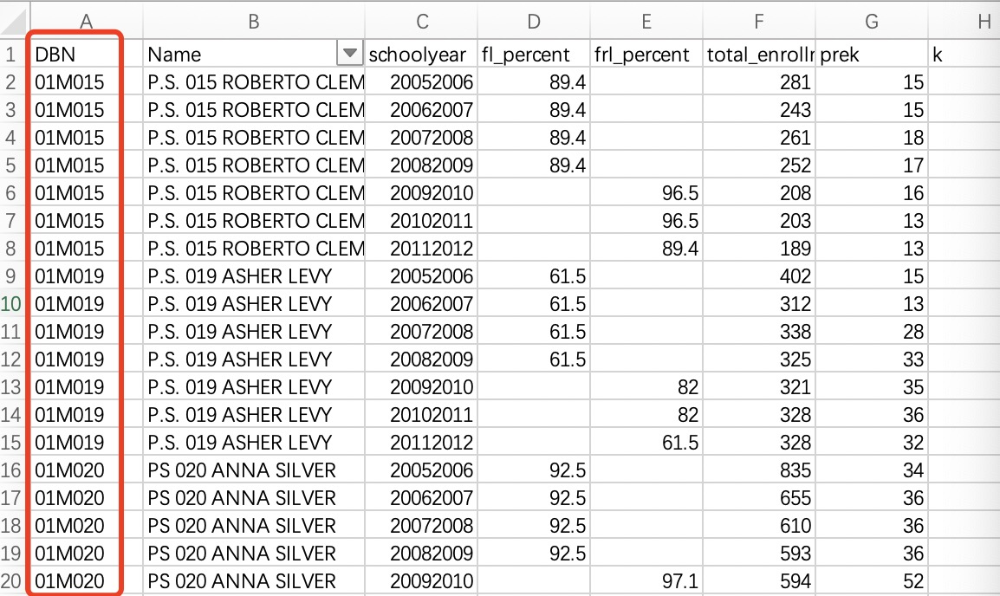 A B C D E F G H
1 DBN Name schoolyear fl_percent frl_percent total_enrollr prek k
2 01M015 P.S. 015 ROBERTO CLEM 20052006 89.4 281 15
3 01M015 P.S. 015 ROBERTO CLEM 20062007 89.4 243 15
4 01M015 P.S. 015 ROBERTO CLEM 20072008 89.4 261 18
5 01M015 P.S. 015 ROBERTO CLEM 20082009 89.4 252 17
6 01M015 P.S. 015 ROBERTO CLEM 20092010 96.5 208 16
7 01M015 P.S. 015 ROBERTO CLEM 20102011 96.5 203 13
8 01M015 P.S. 015 ROBERTO CLEM 20112012 89.4 189 13
9 01M019 P.S. 019 ASHER LEVY 20052006 61.5 402 15
10 01M019 P.S. 019 ASHER LEVY 20062007 61.5 312 13
11 01M019 P.S. 019 ASHER LEVY 20072008 61.5 338 28
12 01M019 P.S. 019 ASHER LEVY 20082009 61.5 325 33
13 01M019 P.S. 019 ASHER LEVY 20092010 82 321 35
14 01M019 P.S. 019 ASHER LEVY 20102011 82 328 36
15 01M019 P.S. 019 ASHER LEVY 20112012 61.5 328 32
16 01M020 PS 020 ANNA SILVER 20052006 92.5 835 34
17 01M020 PS 020 ANNA SILVER 20062007 92.5 655 36
18 01M020 PS 020 ANNA SILVER 20072008 92.5 610 36
19 01M020 PS 020 ANNA SILVER 20082009 92.5 593 36
20 01M020 PS 020 ANNA SILVER 20092010 97.1 594 52